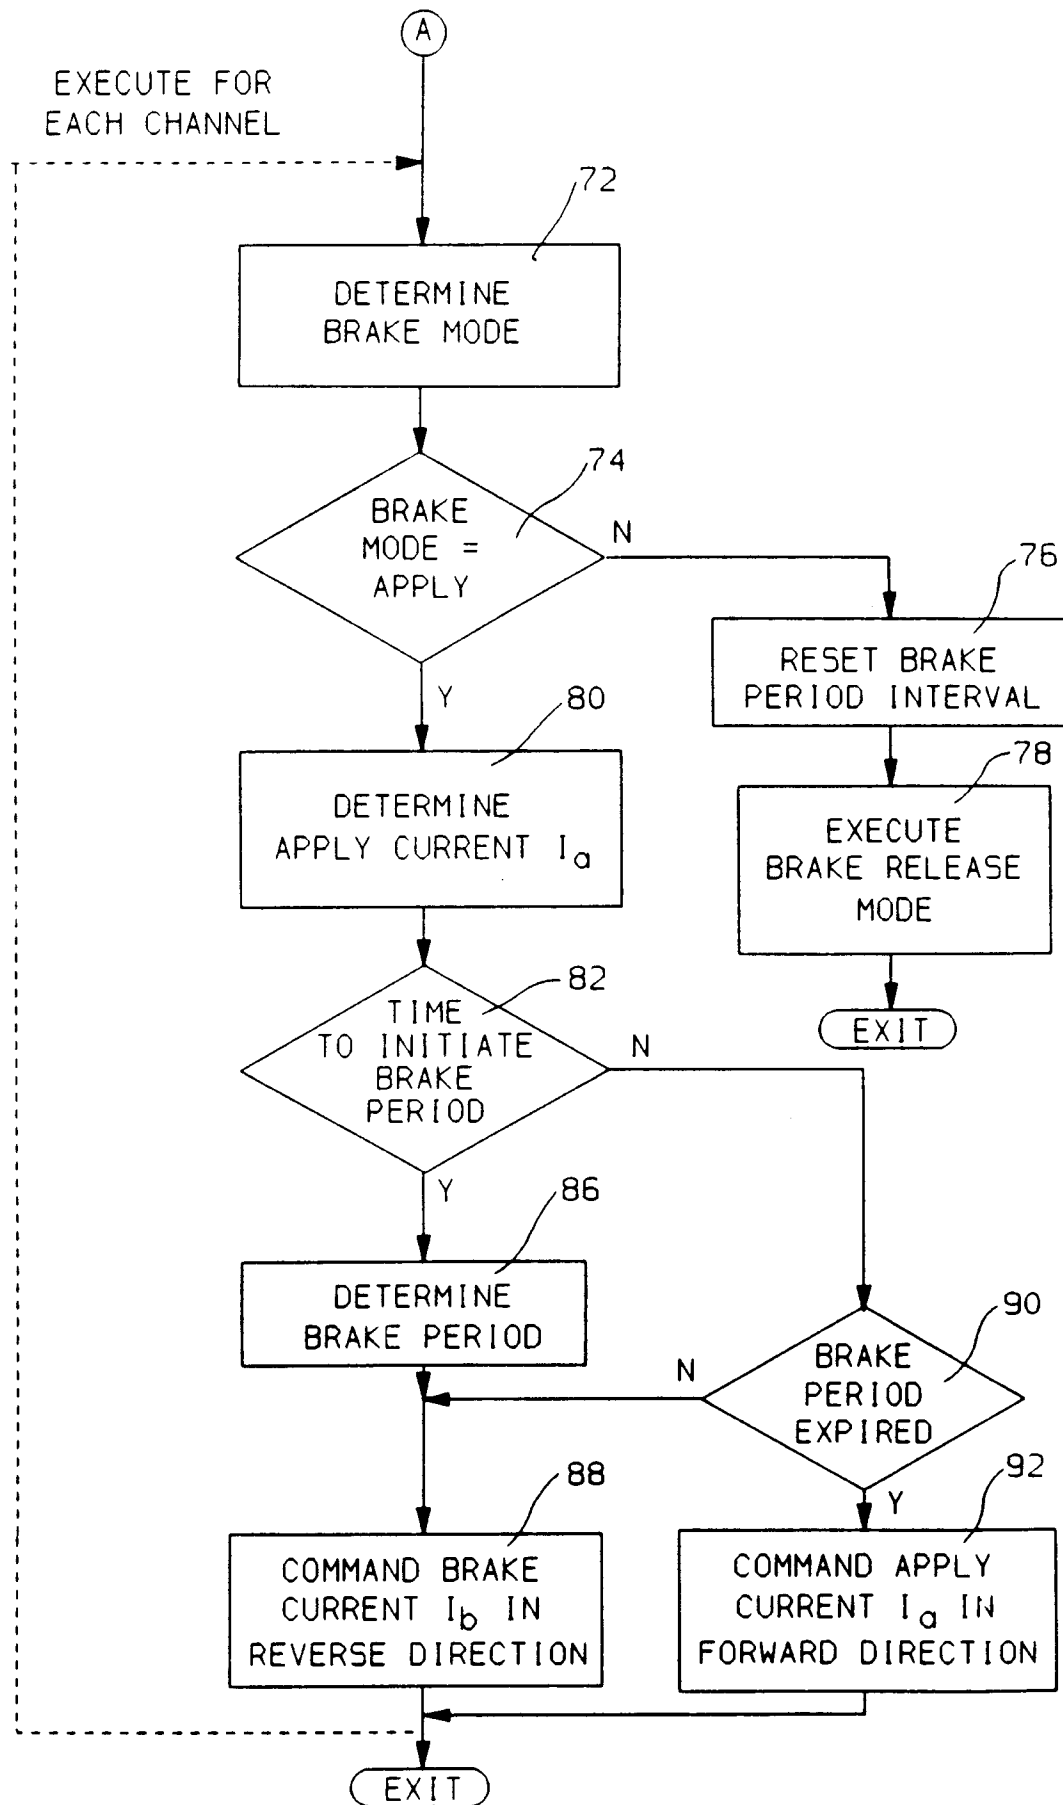 A
EXECUTE FOR
EACH CHANNEL
72
DETERMINE
BRAKE MODE
74
BRAKE
MODE =
APPLY
N
Y
76
RESET BRAKE
PERIOD INTERVAL
80
DETERMINE
APPLY CURRENT Ia
78
EXECUTE
BRAKE RELEASE
MODE
EXIT
82
TIME
TO INITIATE
BRAKE
PERIOD
N
Y
86
DETERMINE
BRAKE PERIOD
90
BRAKE
PERIOD
EXPIRED
N
Y
88
COMMAND BRAKE
CURRENT Ib IN
REVERSE DIRECTION
92
COMMAND APPLY
CURRENT Ia IN
FORWARD DIRECTION
EXIT